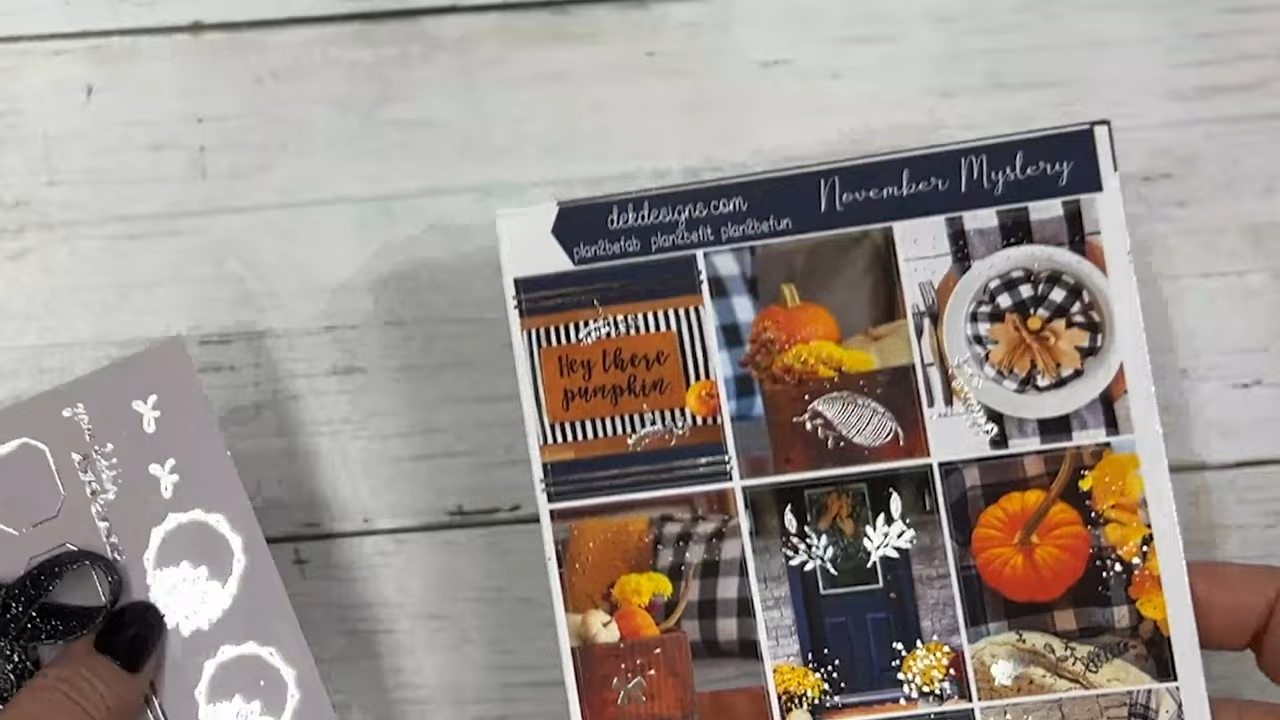 dekdesigns.com
plan2befab plan2befit plan2befun
November Mystery
Hey there
pumpkin